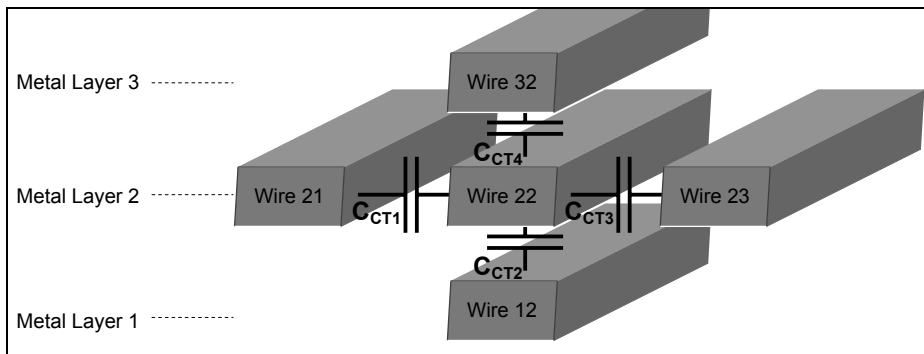 Metal Layer 3
Wire 32
CCT4
Metal Layer 2
Wire 21
CCT1
Wire 22
CCT3
Wire 23
CCT2
Metal Layer 1
Wire 12